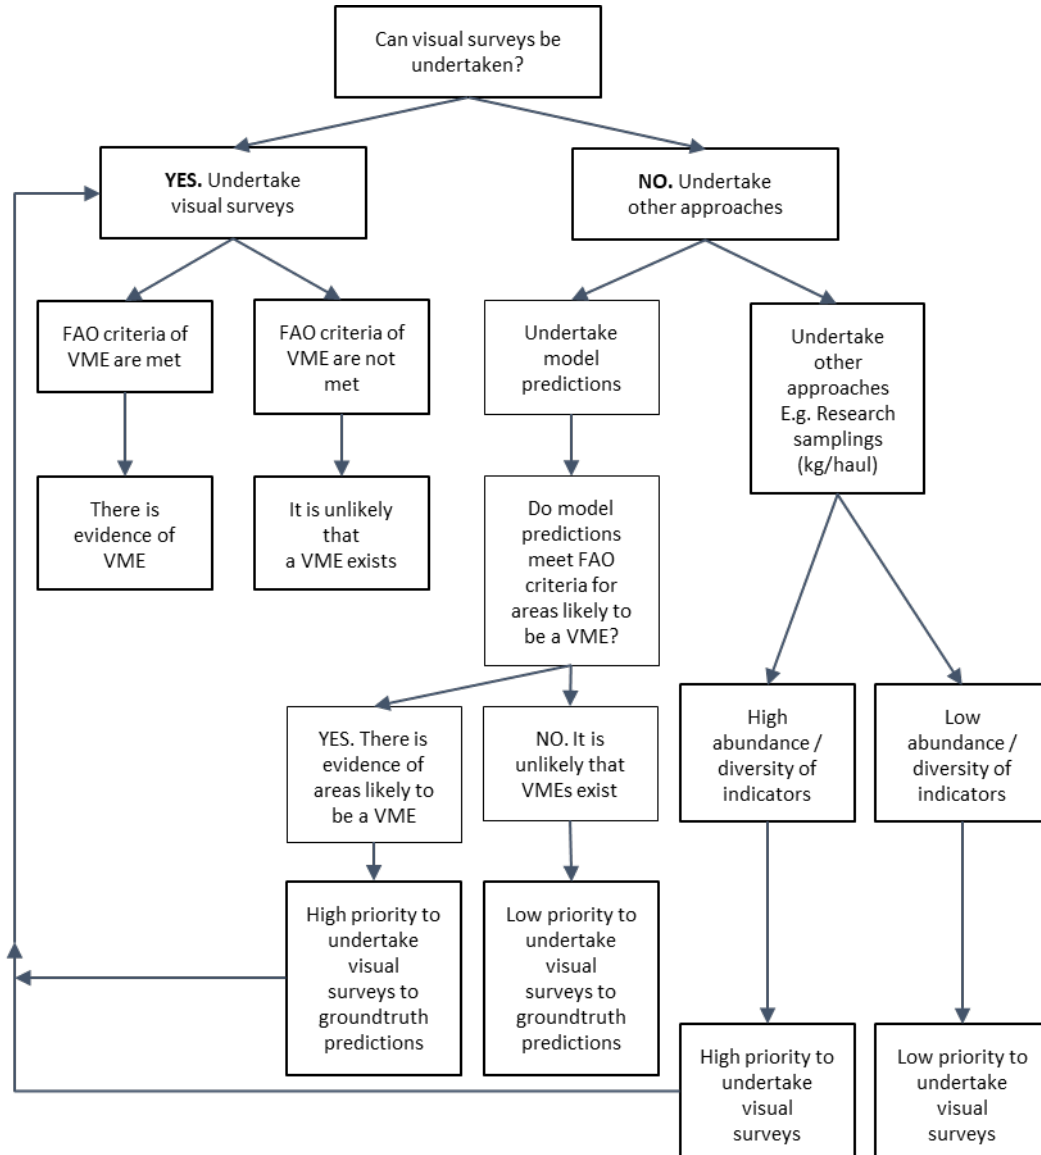 Can visual surveys be
undertaken?
YES. Undertake
visual surveys
NO. Undertake
other approaches
FAO criteria of
VME are met
FAO criteria of
VME are not
met
Undertake
model
predictions
Undertake
other
approaches
E.g. Research
samplings
(kg/haul)
There is
evidence of
VME
It is unlikely
that
a VME exists
Do model
predictions
meet FAO
criteria for
areas likely to
be a VME?
YES. There is
evidence of
areas likely to
be a VME
NO. It is
unlikely that
VMEs exist
High
abundance /
diversity of
indicators
Low
abundance /
diversity of
indicators
High priority to
undertake
visual
surveys to
groundtruth
predictions
Low priority to
undertake
visual
surveys to
groundtruth
predictions
High priority to
undertake
visual
surveys
Low priority to
undertake
visual
surveys